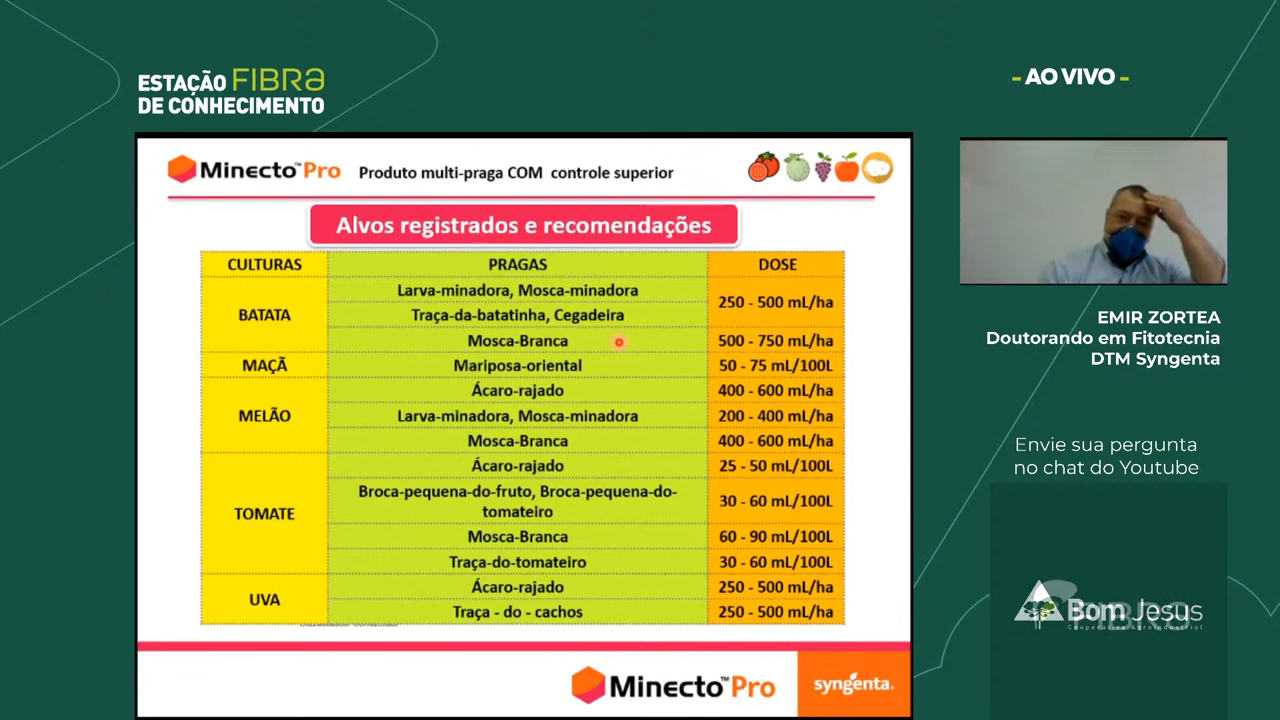 ESTAÇÃO FIBRA
DE CONHECIMENTO
- AO VIVO -
Minecto™ Pro
Produto multi-praga COM controle superior
Alvos registrados e recomendações
CULTURAS PRAGAS DOSE
BATATA
Larva-minadora, Mosca-minadora
250 - 500 mL/ha
Traça-da-batatinha, Cegadeira
Mosca-Branca 500 - 750 mL/ha
MAÇÃ Mariposa-oriental 50 - 75 mL/100L
MELÃO
Ácaro-rajado 400 - 600 mL/ha
Larva-minadora, Mosca-minadora 200 - 400 mL/ha
Mosca-Branca 400 - 600 mL/ha
TOMATE
Ácaro-rajado 25 - 50 mL/100L
Broca-pequena-do-fruto, Broca-pequena-do-
tomateiro
30 - 60 mL/100L
Mosca-Branca 60 - 90 mL/100L
Traça-do-tomateiro 30 - 60 mL/100L
UVA
Ácaro-rajado 250 - 500 mL/ha
Traça - do - cachos 250 - 500 mL/ha
Minecto™ Pro
syngenta.
EMIR ZORTEA
Doutorando em Fitotecnia
DTM Syngenta
Envie sua pergunta
no chat do Youtube
Bom Jesus
Cooperativa Agroindustrial